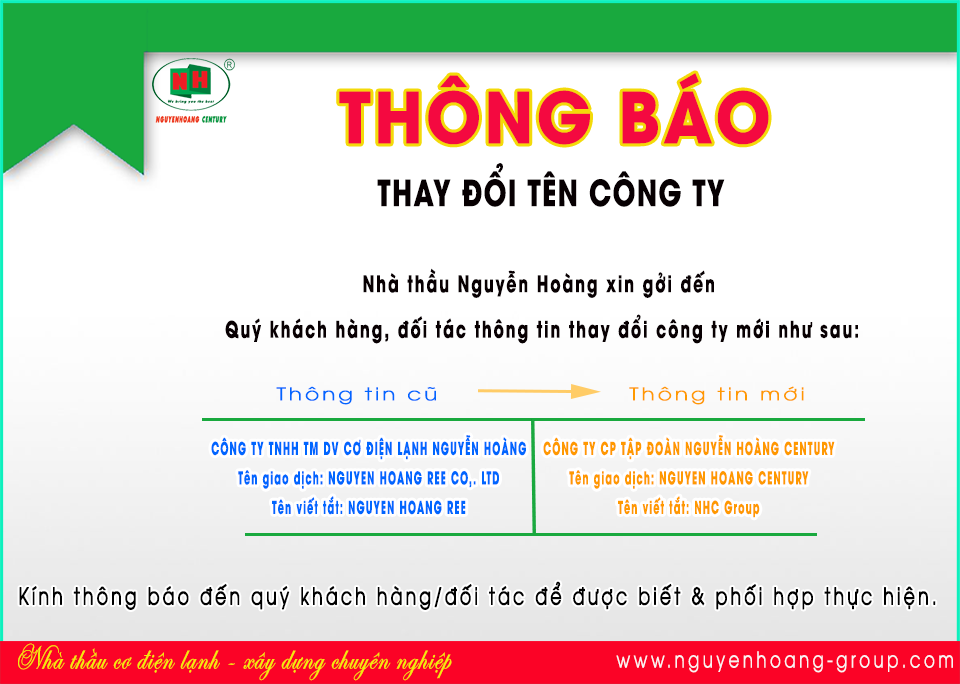 NH ®
We bring you the best
NGUYENHOANG CENTURY
THÔNG BÁO
THAY ĐỔI TÊN CÔNG TY
Nhà thầu Nguyễn Hoàng xin gởi đến
Quý khách hàng, đối tác thông tin thay đổi công ty mới như sau:
Thông tin cũ Thông tin mới
CÔNG TY TNHH TM DV CƠ ĐIỆN LẠNH NGUYỄN HOÀNG CÔNG TY CP TẬP ĐOÀN NGUYỄN HOÀNG CENTURY
Tên giao dịch: NGUYEN HOANG REE CO,. LTD Tên giao dịch: NGUYEN HOANG CENTURY
Tên viết tắt: NGUYEN HOANG REE Tên viết tắt: NHC Group
Kính thông báo đến quý khách hàng/đối tác để được biết & phối hợp thực hiện.
Nhà thầu cơ điện lạnh - xây dựng chuyên nghiệp www.nguyenhoang-group.com